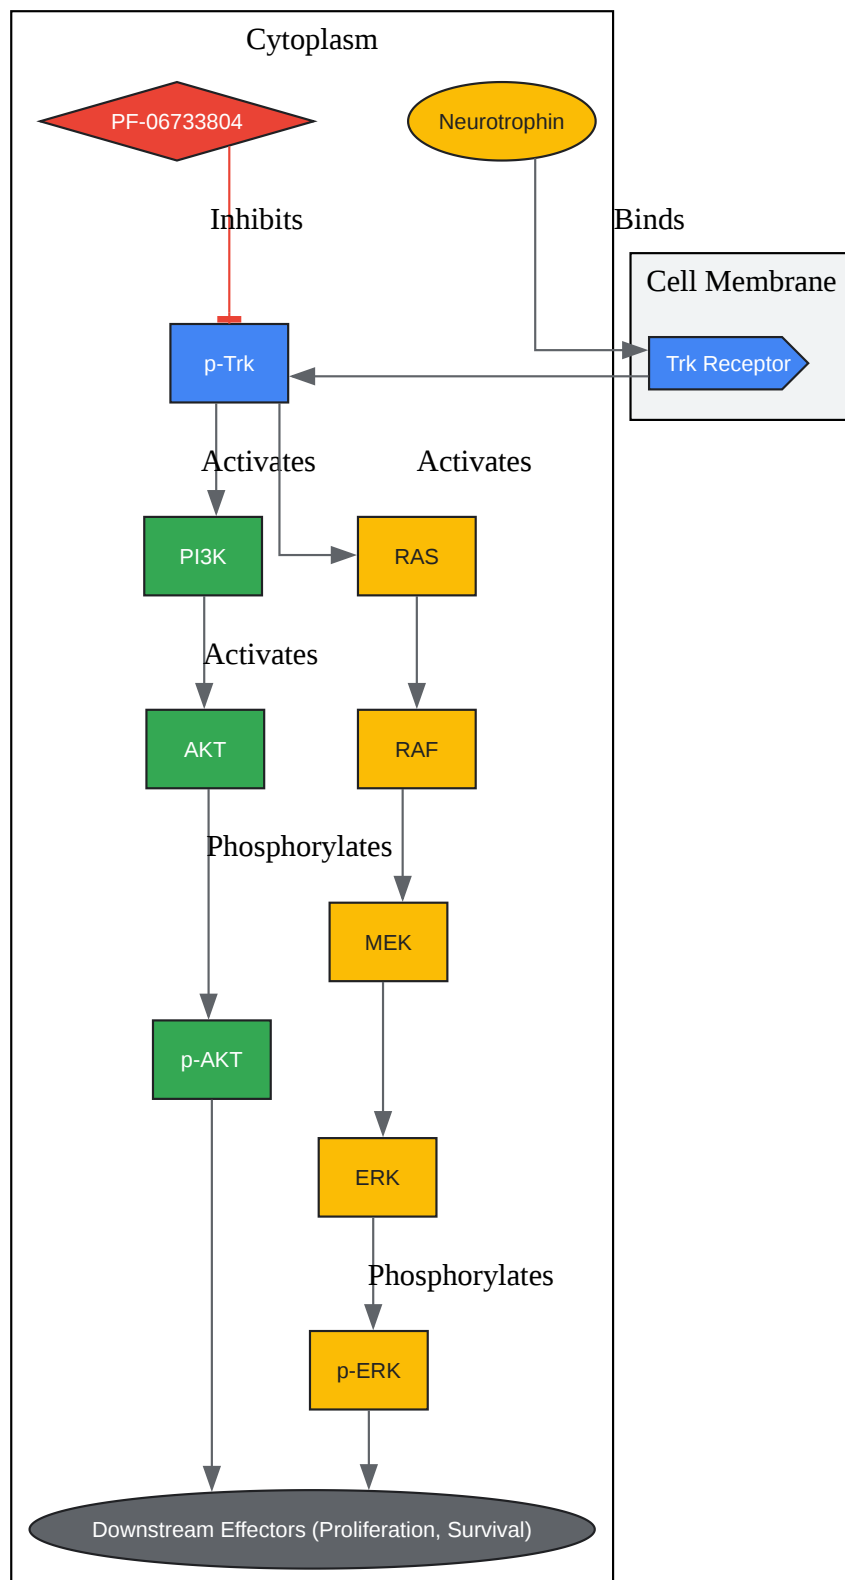 Cytoplasm
PF-06733804
Neurotrophin
Inhibits
Binds
Cell Membrane
p-Trk
Trk Receptor
Activates
Activates
PI3K
RAS
Activates
AKT
RAF
Phosphorylates
MEK
p-AKT
ERK
Phosphorylates
p-ERK
Downstream Effectors (Proliferation, Survival)